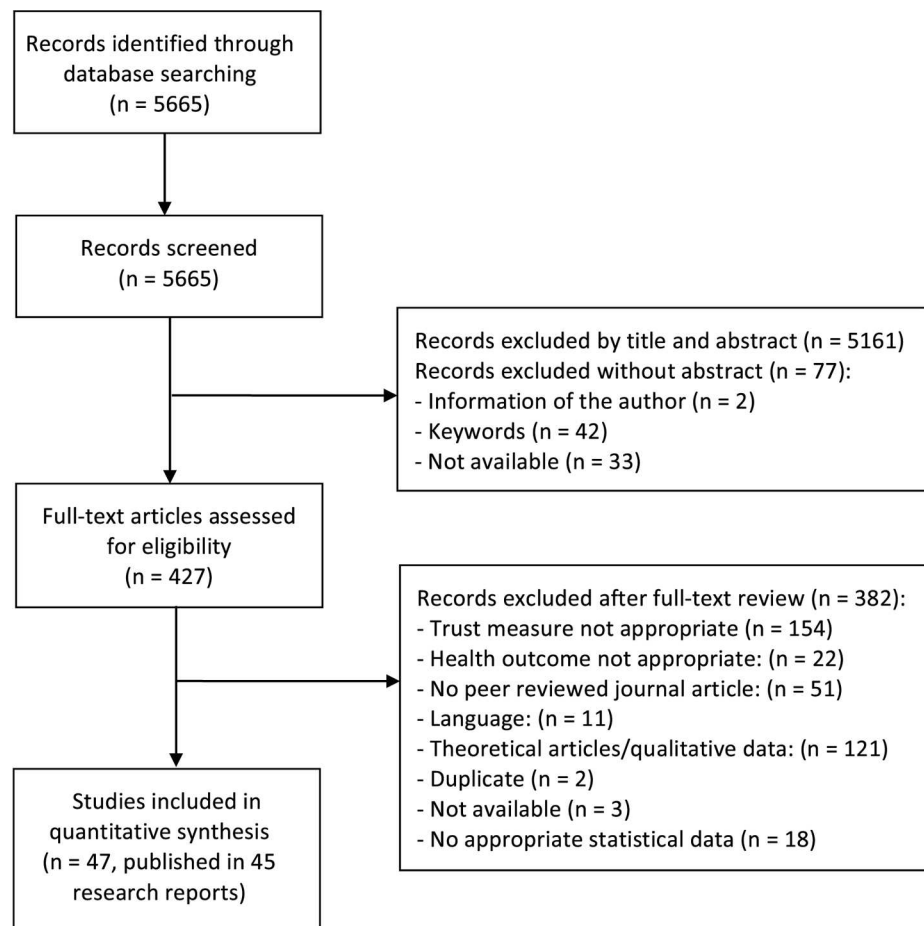 Records identified through
database searching
(n = 5665)
Records screened
(n = 5665)
Records excluded by title and abstract (n = 5161)
Records excluded without abstract (n = 77):
- Information of the author (n = 2)
- Keywords (n = 42)
- Not available (n = 33)
Full-text articles assessed
for eligibility
(n = 427)
Records excluded after full-text review (n = 382):
- Trust measure not appropriate (n = 154)
- Health outcome not appropriate: (n = 22)
- No peer reviewed journal article: (n = 51)
- Language: (n = 11)
- Theoretical articles/qualitative data: (n = 121)
- Duplicate (n = 2)
- Not available (n = 3)
- No appropriate statistical data (n = 18)
Studies included in
quantitative synthesis
(n = 47, published in 45
research reports)